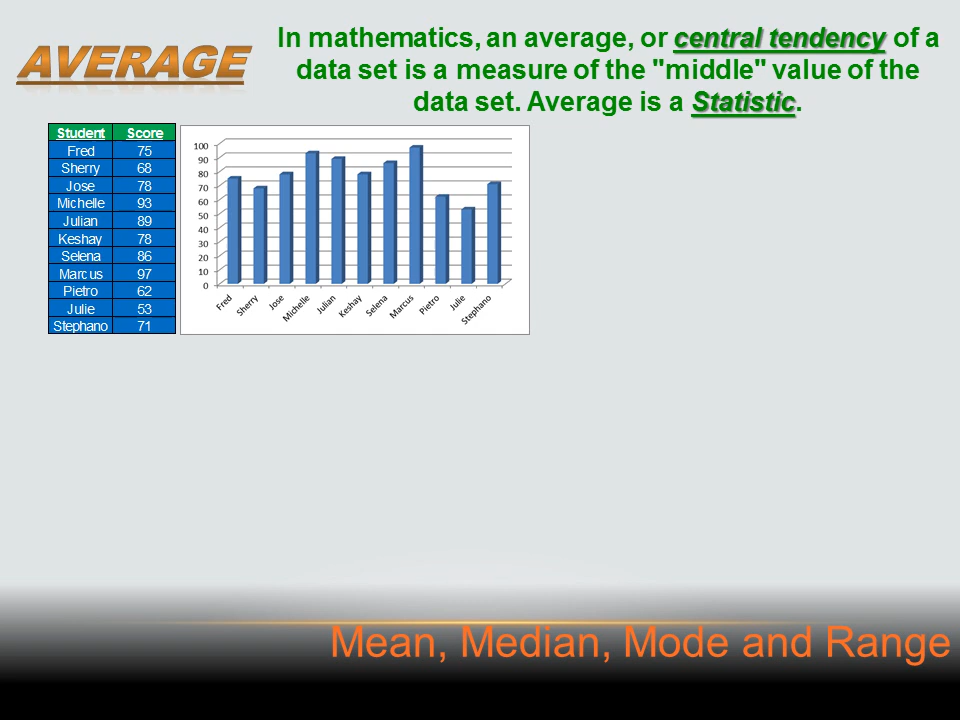 AVERAGE
In mathematics, an average, or central tendency of a
data set is a measure of the "middle" value of the
data set. Average is a Statistic.
Student Score
Fred 75
Sherry 68
Jose 78
Michelle 93
Julian 89
Keshay 78
Selena 86
Marcus 97
Pietro 62
Julie 53
Stephano 71
100
90
80
70
60
50
40
30
20
10
0
Fred Sherry Jose Michelle Julian Keshay Selena Marcus Pietro Julie Stephano
Mean, Median, Mode and Range